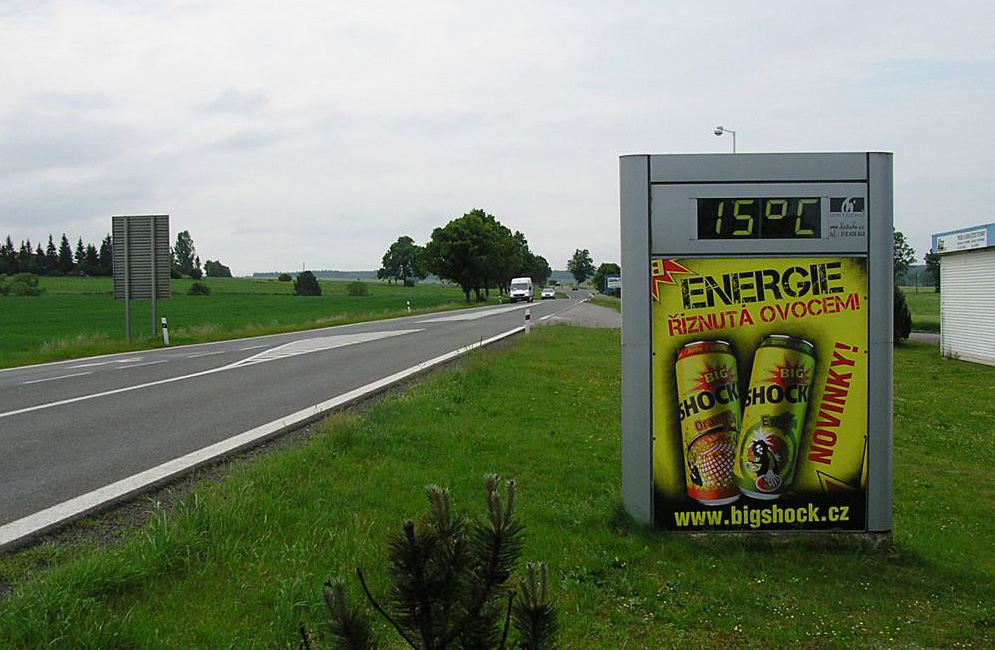 15°C
ENERGIE
ŘÍZNUTÁ OVOCEM!
BIG
SHOCK
BIG
SHOCK
NOVINKY!
www.bigshock.cz